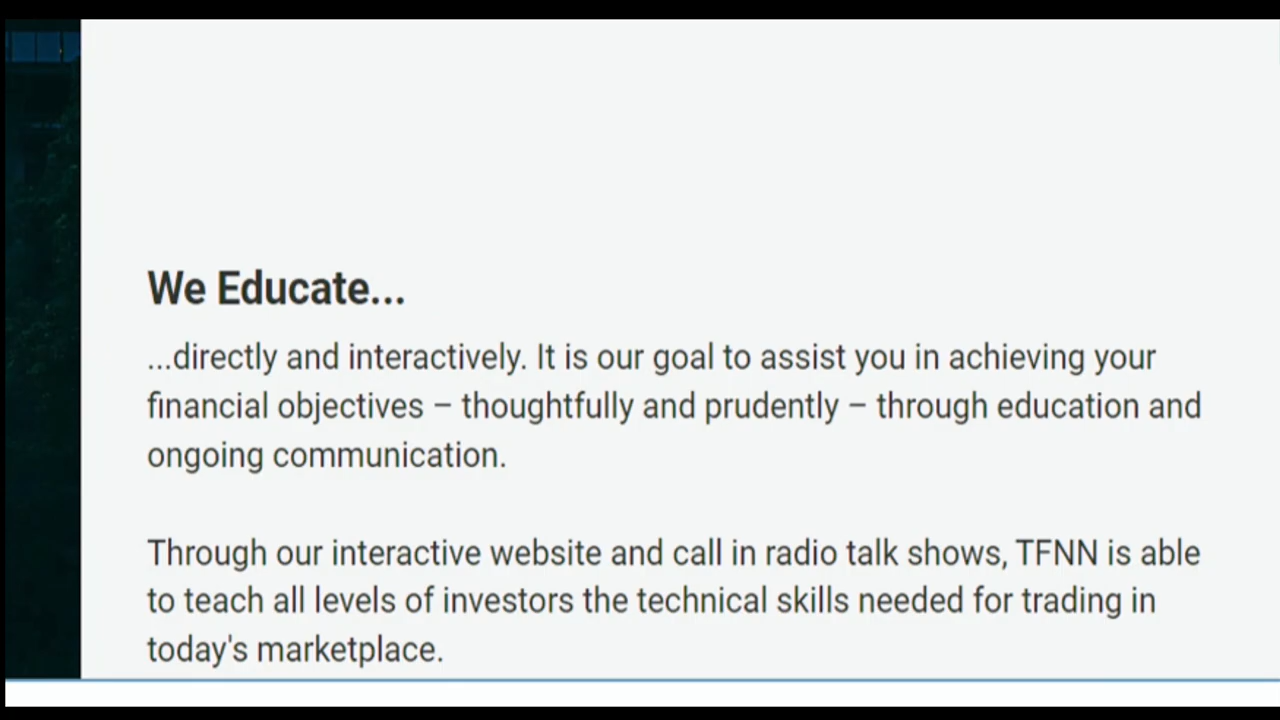 We Educate...
...directly and interactively. It is our goal to assist you in achieving your
financial objectives – thoughtfully and prudently – through education and
ongoing communication.
Through our interactive website and call in radio talk shows, TFNN is able
to teach all levels of investors the technical skills needed for trading in
today's marketplace.